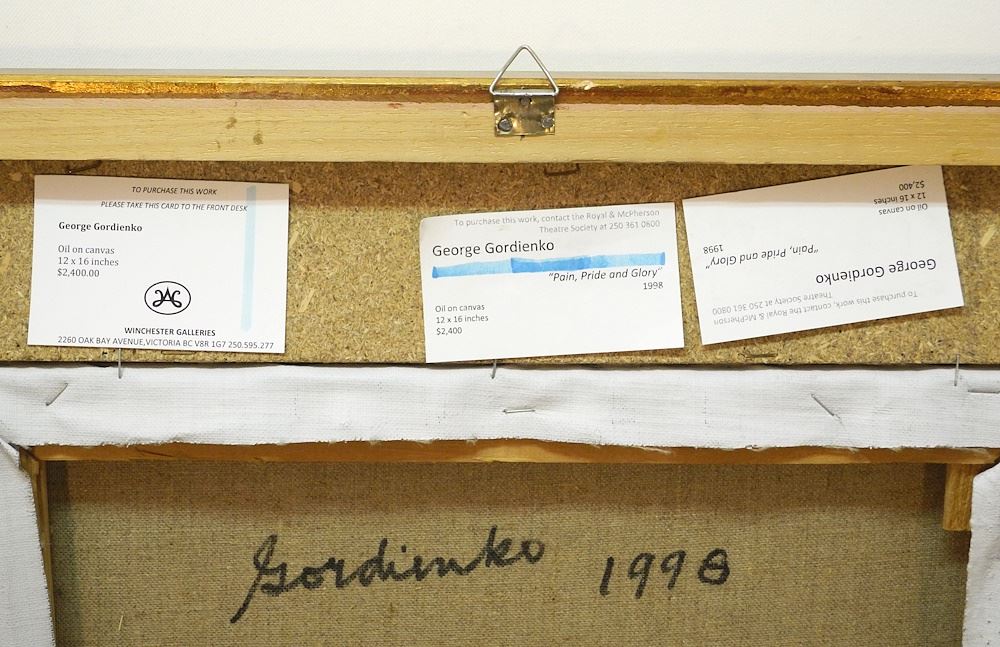 TO PURCHASE THIS WORK
PLEASE TAKE THIS CARD TO THE FRONT DESK
George Gordienko
Oil on canvas
12 x 16 inches
$2,400.00
WINCHESTER GALLERIES
2260 OAK BAY AVENUE,VICTORIA BC V8R 1G7 250.595.277
To purchase this work, contact the Royal & McPherson
Theatre Society at 250 361 0800
George Gordienko
"Pain, Pride and Glory"
1998
Oil on canvas
12 x 16 inches
$2,400
To purchase this work, contact the Royal & McPherson
Theatre Society at 250 361 0800
George Gordienko
"Pain, Pride and Glory"
1998
Oil on canvas
12 x 16 inches
$2,400
Gordienko 1998